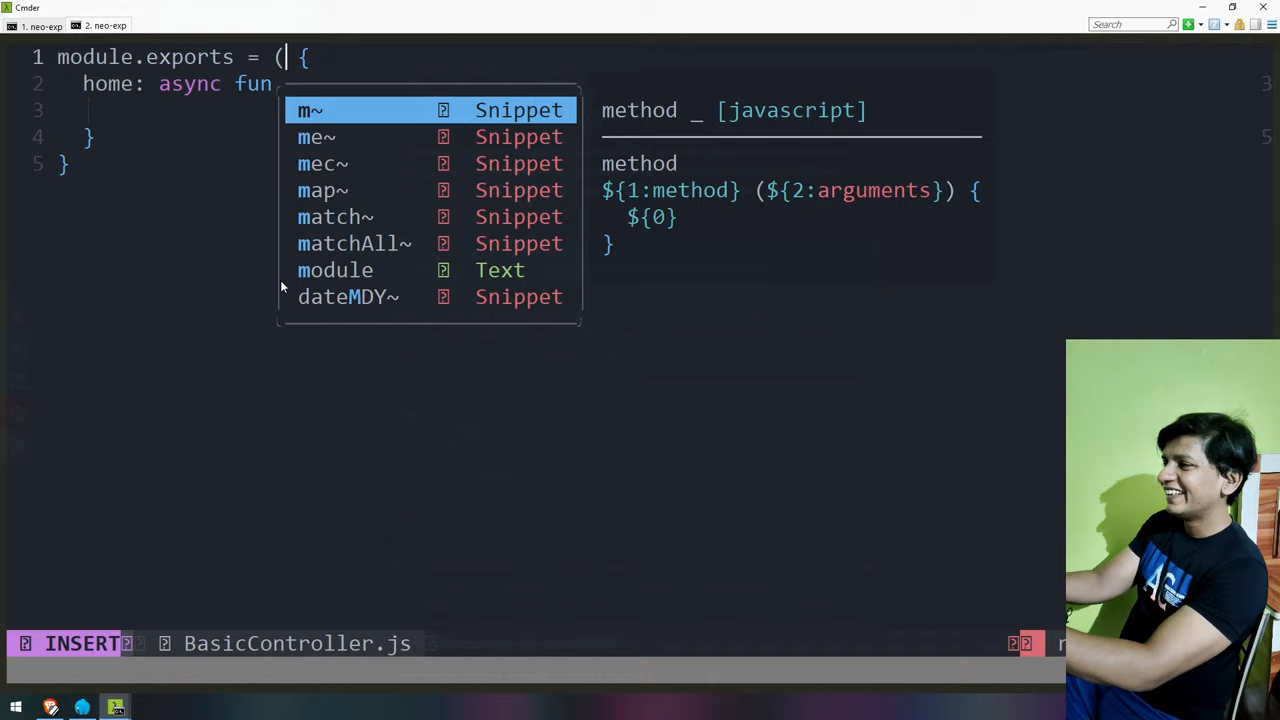 Cmder
1. neo-exp
2. neo-exp
Search
1 module.exports = ( {
2 home: async fun
3
3
4 }
5
5 }
m~ Snippet
me~ Snippet
mec~ Snippet
map~ Snippet
match~ Snippet
matchAll~ Snippet
module Text
dateMDY~ Snippet
method _ [javascript]
method
${1:method} (${2:arguments}) {
${0}
}
INSERT BasicController.js